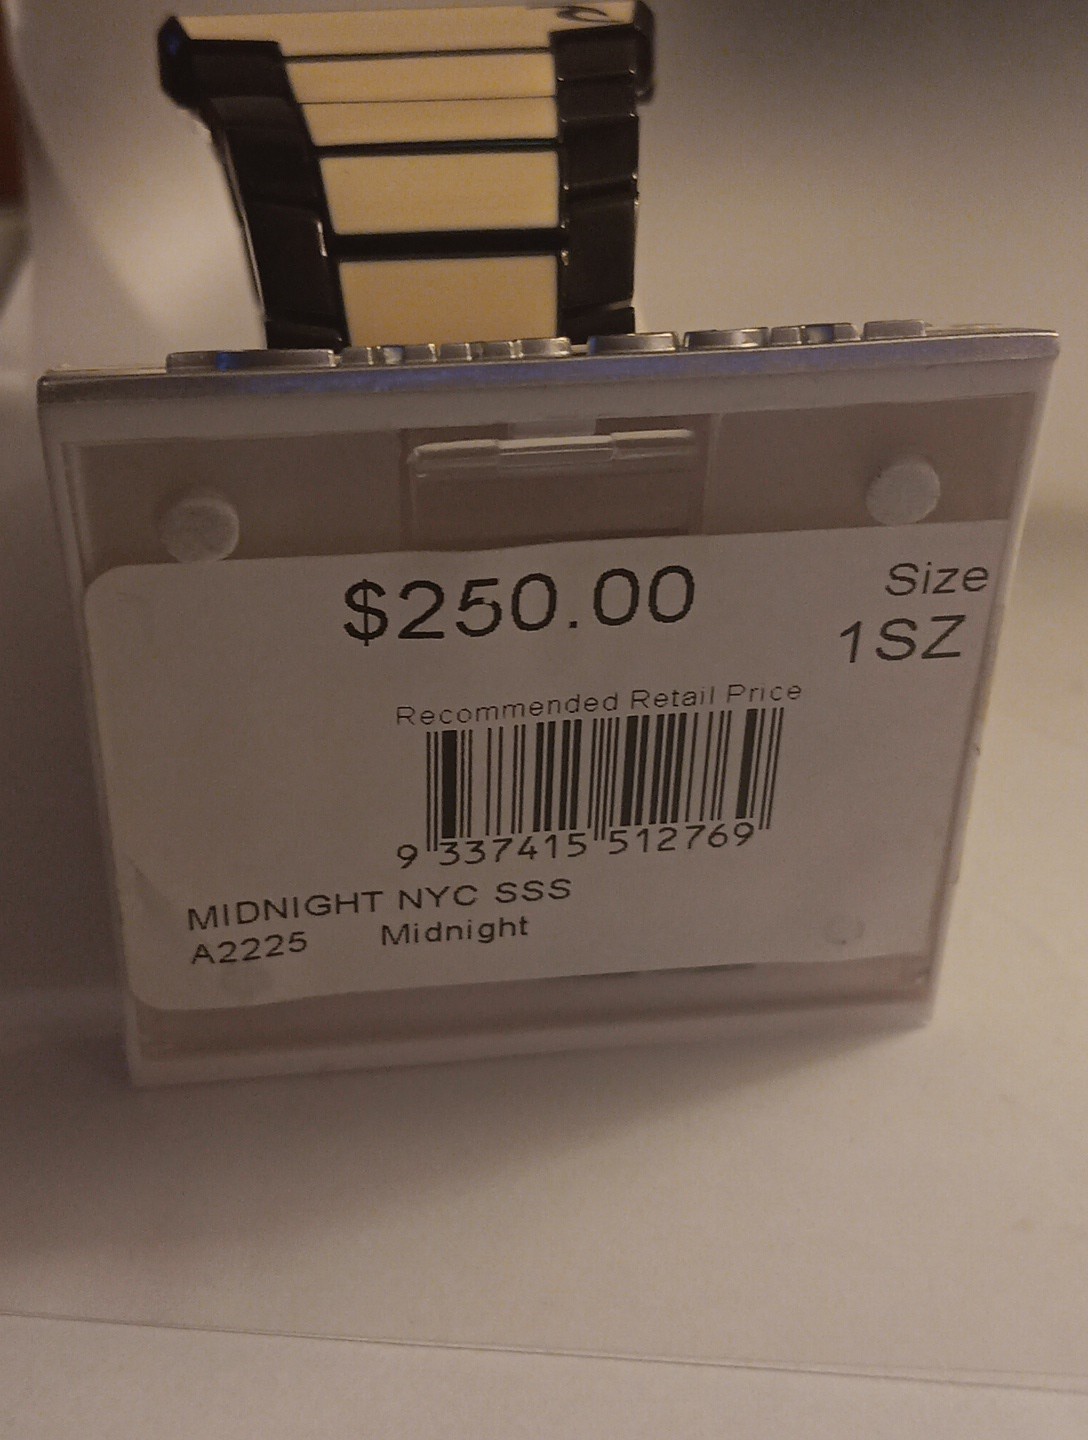 $250.00
Size
1SZ
Recommended Retail Price
9 337415 512769
MIDNIGHT NYC SSS
A2225 Midnight